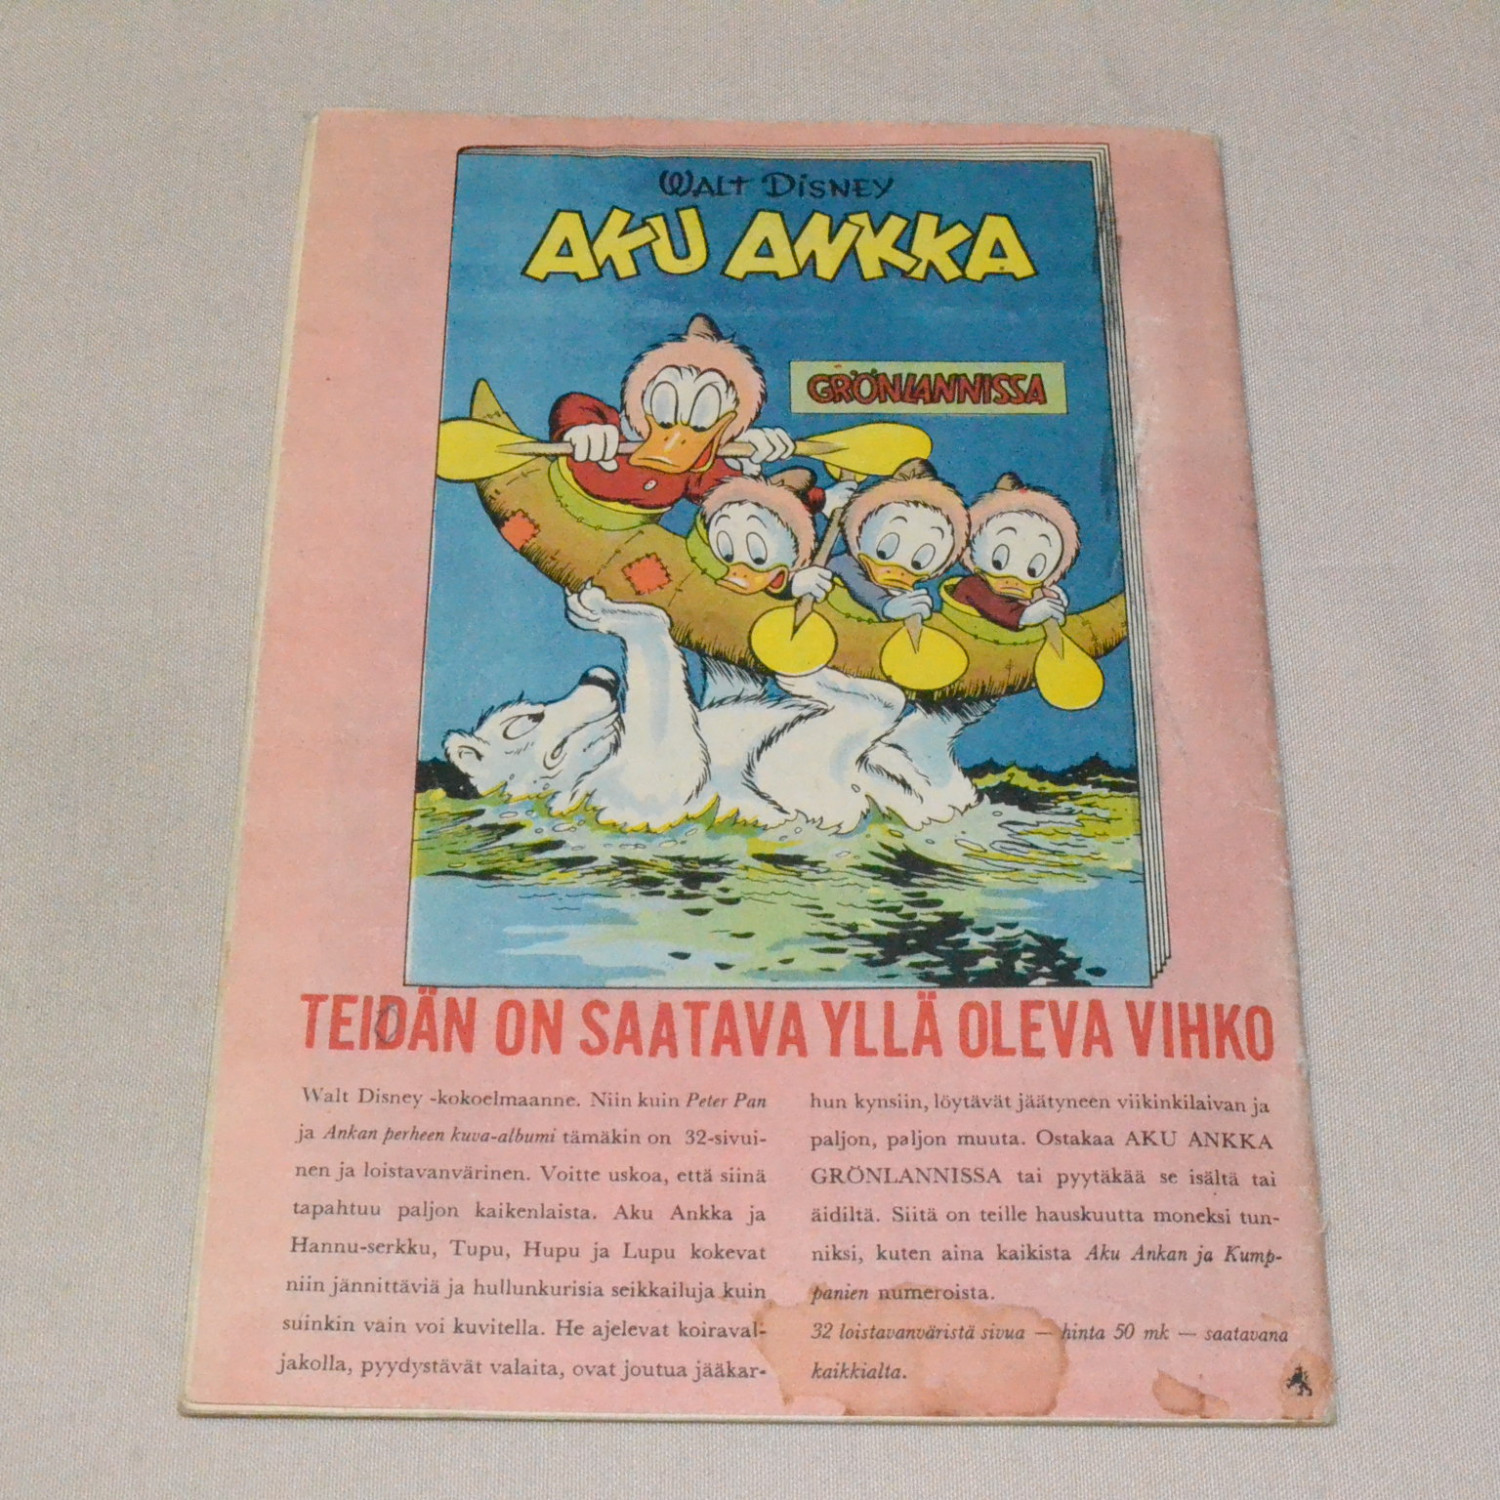 WALT DISNEY
AKU ANKKA
GRÖNLANNISSA
TEIDÄN ON SAATAVA YLLÄ OLEVA VIHKO
Walt Disney -kokoelmaanne. Niin kuin Peter Pan
ja Ankan perheen kuva-albumi tämäkin on 32-sivui-
nen ja loistavanvärinen. Voitte uskoa, että siinä
tapahtuu paljon kaikenlaista. Aku Ankka ja
Hannu-serkku, Tupu, Hupu ja Lupu kokevat
niin jännittäviä ja hullunkurisia seikkailuja kuin
suinkin vain voi kuvitella. He ajelevat koiraval-
jakolla, pyydystävät valaita, ovat joutua jääkar-
hun kynsiin, löytävät jäätyneen viikinkilaivan ja
paljon, paljon muuta. Ostakaa AKU ANKKA
GRÖNLANNISSA tai pyytäkää se isältä tai
äidiltä. Siitä on teille hauskuutta moneksi tun-
niksi, kuten aina kaikista Aku Ankan ja Kump-
panien numeroista.
32 loistavanväristä sivua — hinta 50 mk — saatavana
kaikkialta.